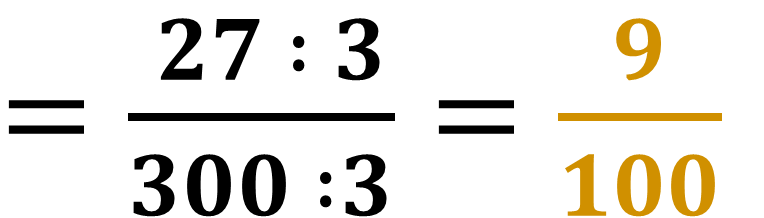 = 27 : 3 / 300 :3 = 9 / 100